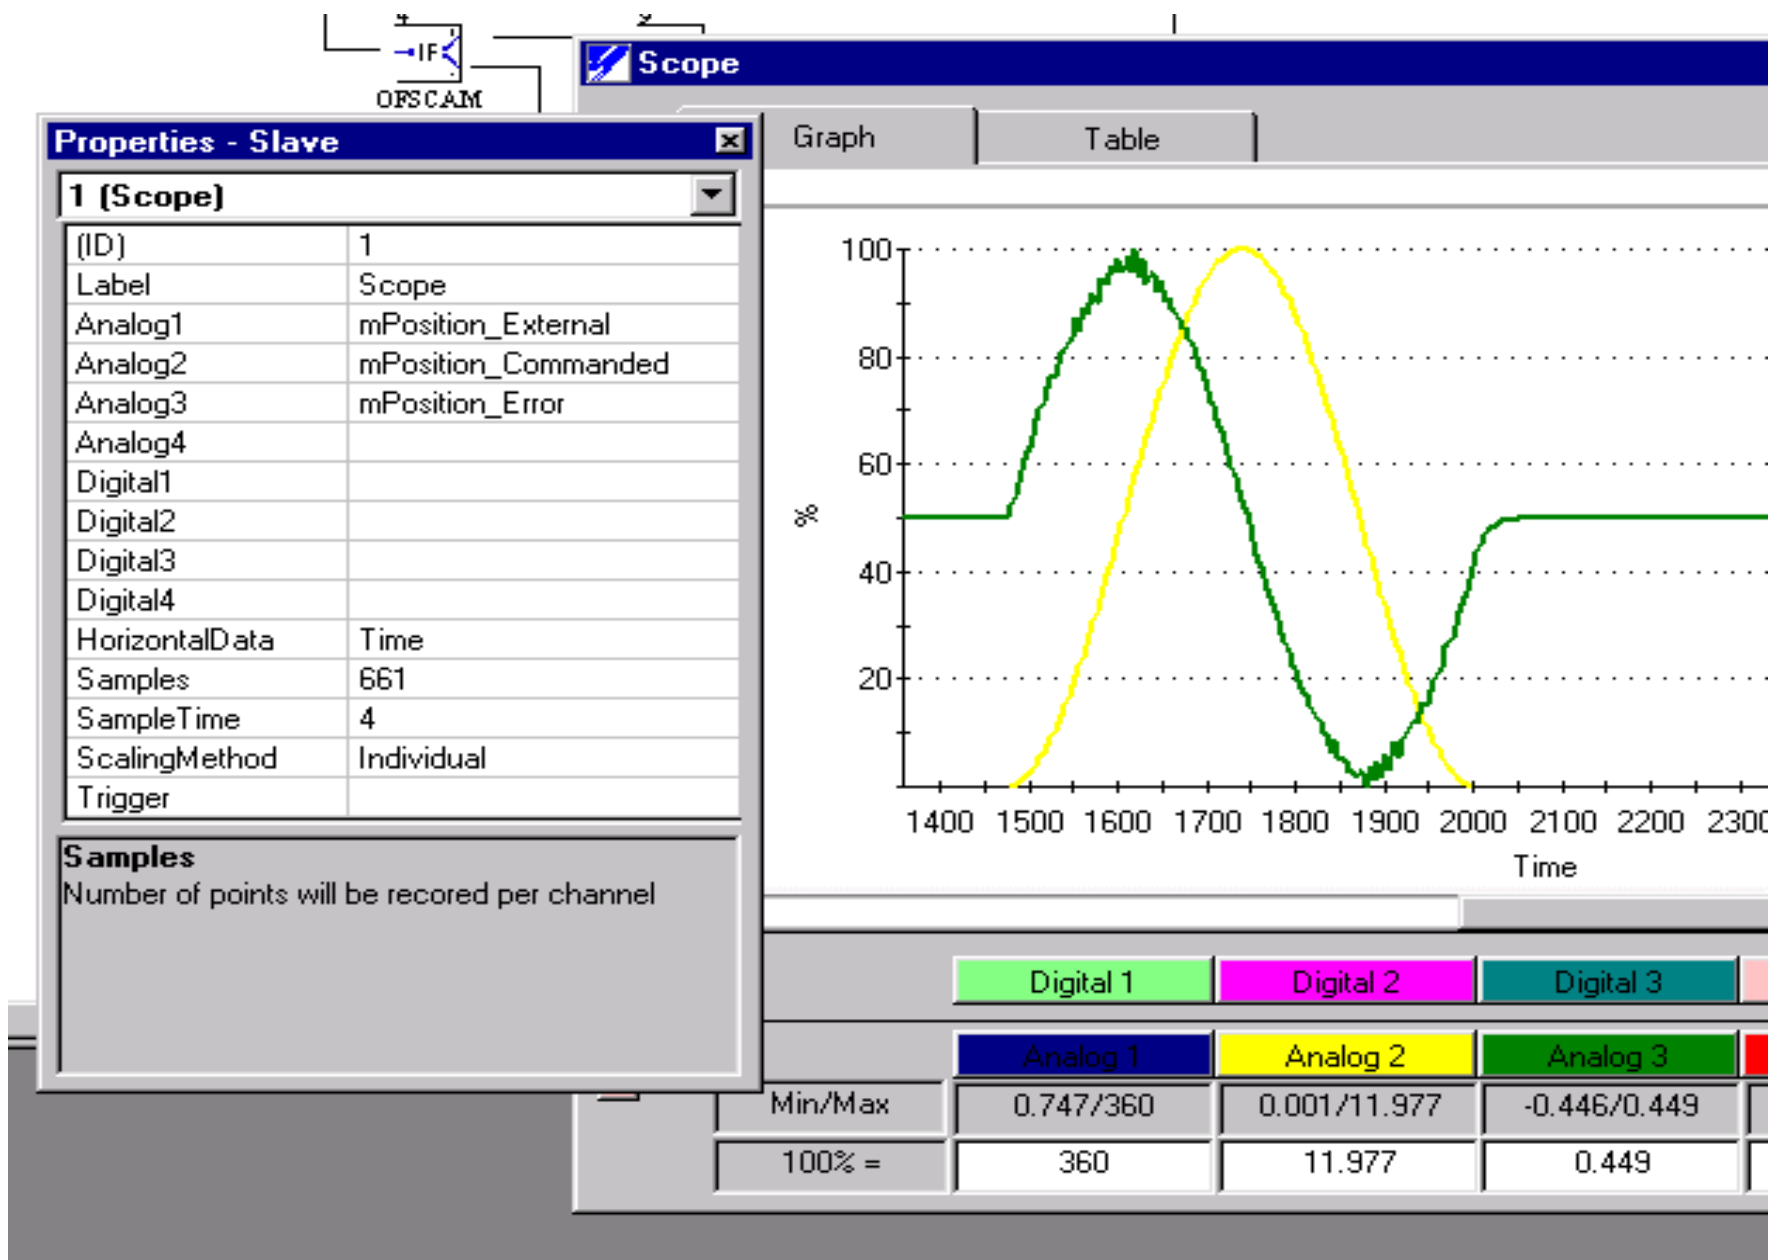 4
9
IF
OFSCAM
Scope
Graph
Table
Properties - Slave
1 (Scope)
(ID) 1
Label Scope
Analog1 mPosition_External
Analog2 mPosition_Commanded
Analog3 mPosition_Error
Analog4
Digital1
Digital2
Digital3
Digital4
HorizontalData Time
Samples 661
SampleTime 4
ScalingMethod Individual
Trigger
Samples
Number of points will be recored per channel
100
80
60
%
40
20
1400 1500 1600 1700 1800 1900 2000 2100 2200 2300
Time
Digital 1 Digital 2 Digital 3
Analog 1 Analog 2 Analog 3
Min/Max 0.747/360 0.001/11.977 -0.446/0.449
100% = 360 11.977 0.449